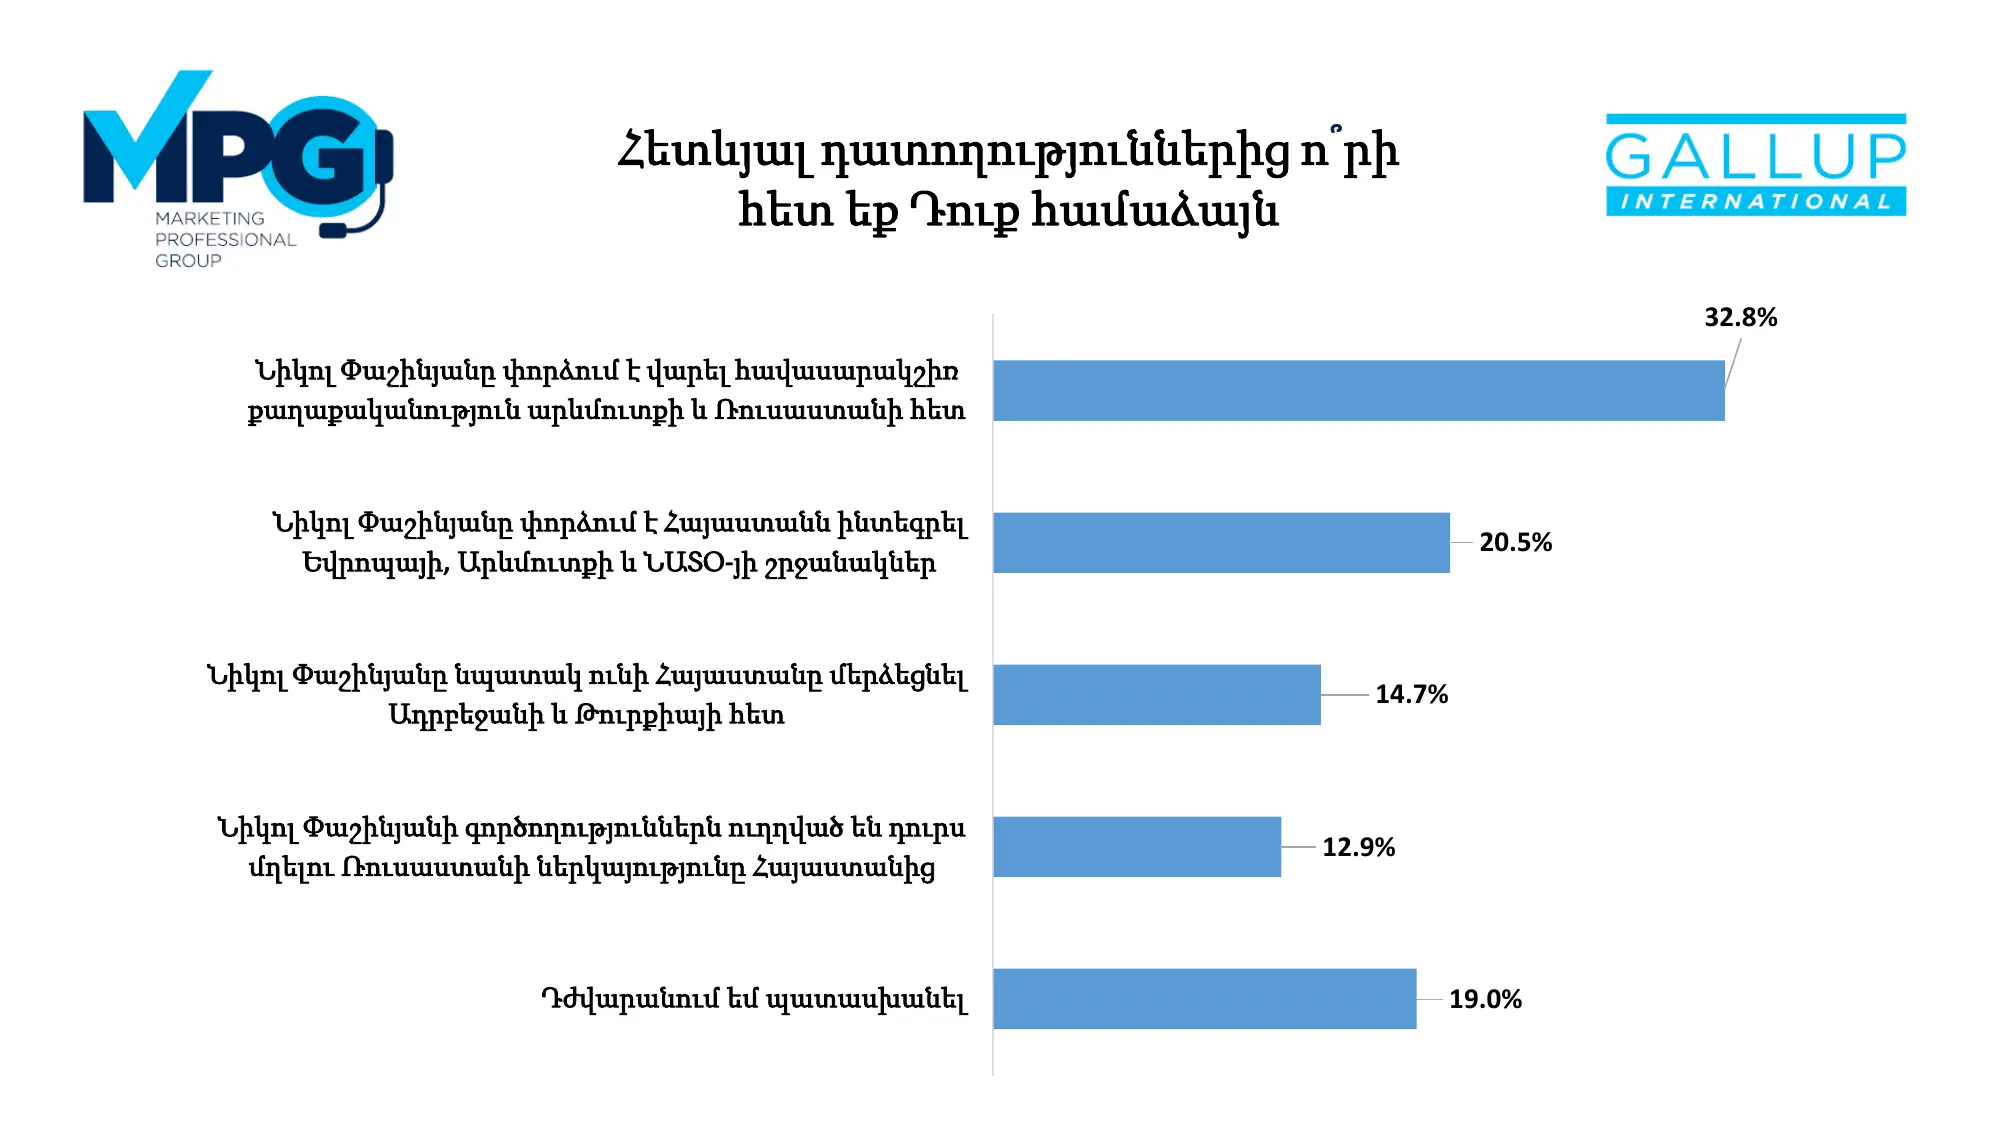 MPG
MARKETING
PROFESSIONAL
GROUP
Հետևյալ դատողություններից ո՞րի
հետ եք Դուք համաձայն
GALLUP
INTERNATIONAL
Նիկոլ Փաշինյանը փորձում է վարել հավասարակշիռ
քաղաքականություն արևմուտքի և Ռուսաստանի հետ
32.8%
Նիկոլ Փաշինյանը փորձում է Հայաստանն ինտեգրել
Եվրոպայի, Արևմուտքի և ՆԱՏՕ-յի շրջանակներ
20.5%
Նիկոլ Փաշինյանը նպատակ ունի Հայաստանը մերձեցնել
Ադրբեջանի և Թուրքիայի հետ
14.7%
Նիկոլ Փաշինյանի գործողություններն ուղղված են դուրս
մղելու Ռուսաստանի ներկայությունը Հայաստանից
12.9%
Դժվարանում եմ պատասխանել
19.0%